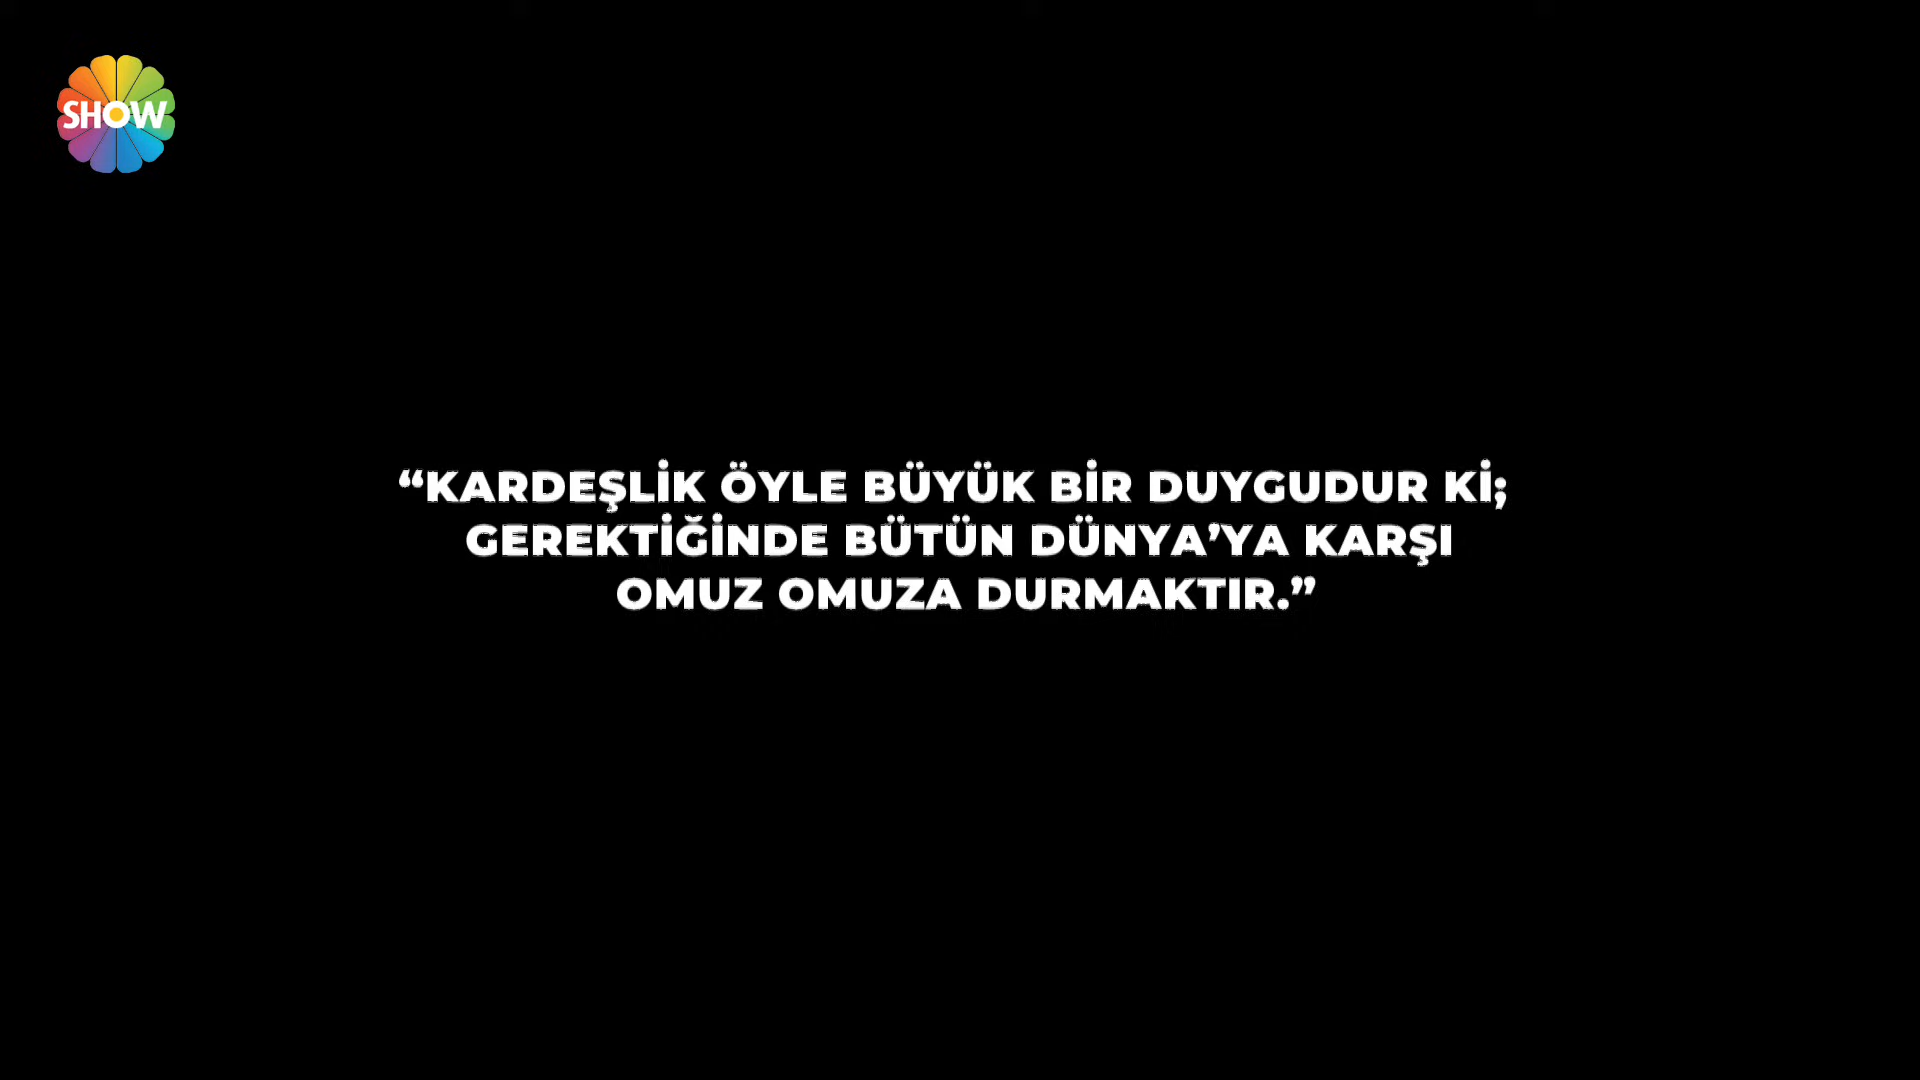 SHOW
“KARDEŞLİK ÖYLE BÜYÜK BİR DUYGUDUR Kİ;
GEREKTİĞİNDE BÜTÜN DÜNYA’YA KARŞI
OMUZ OMUZA DURMAKTIR.”